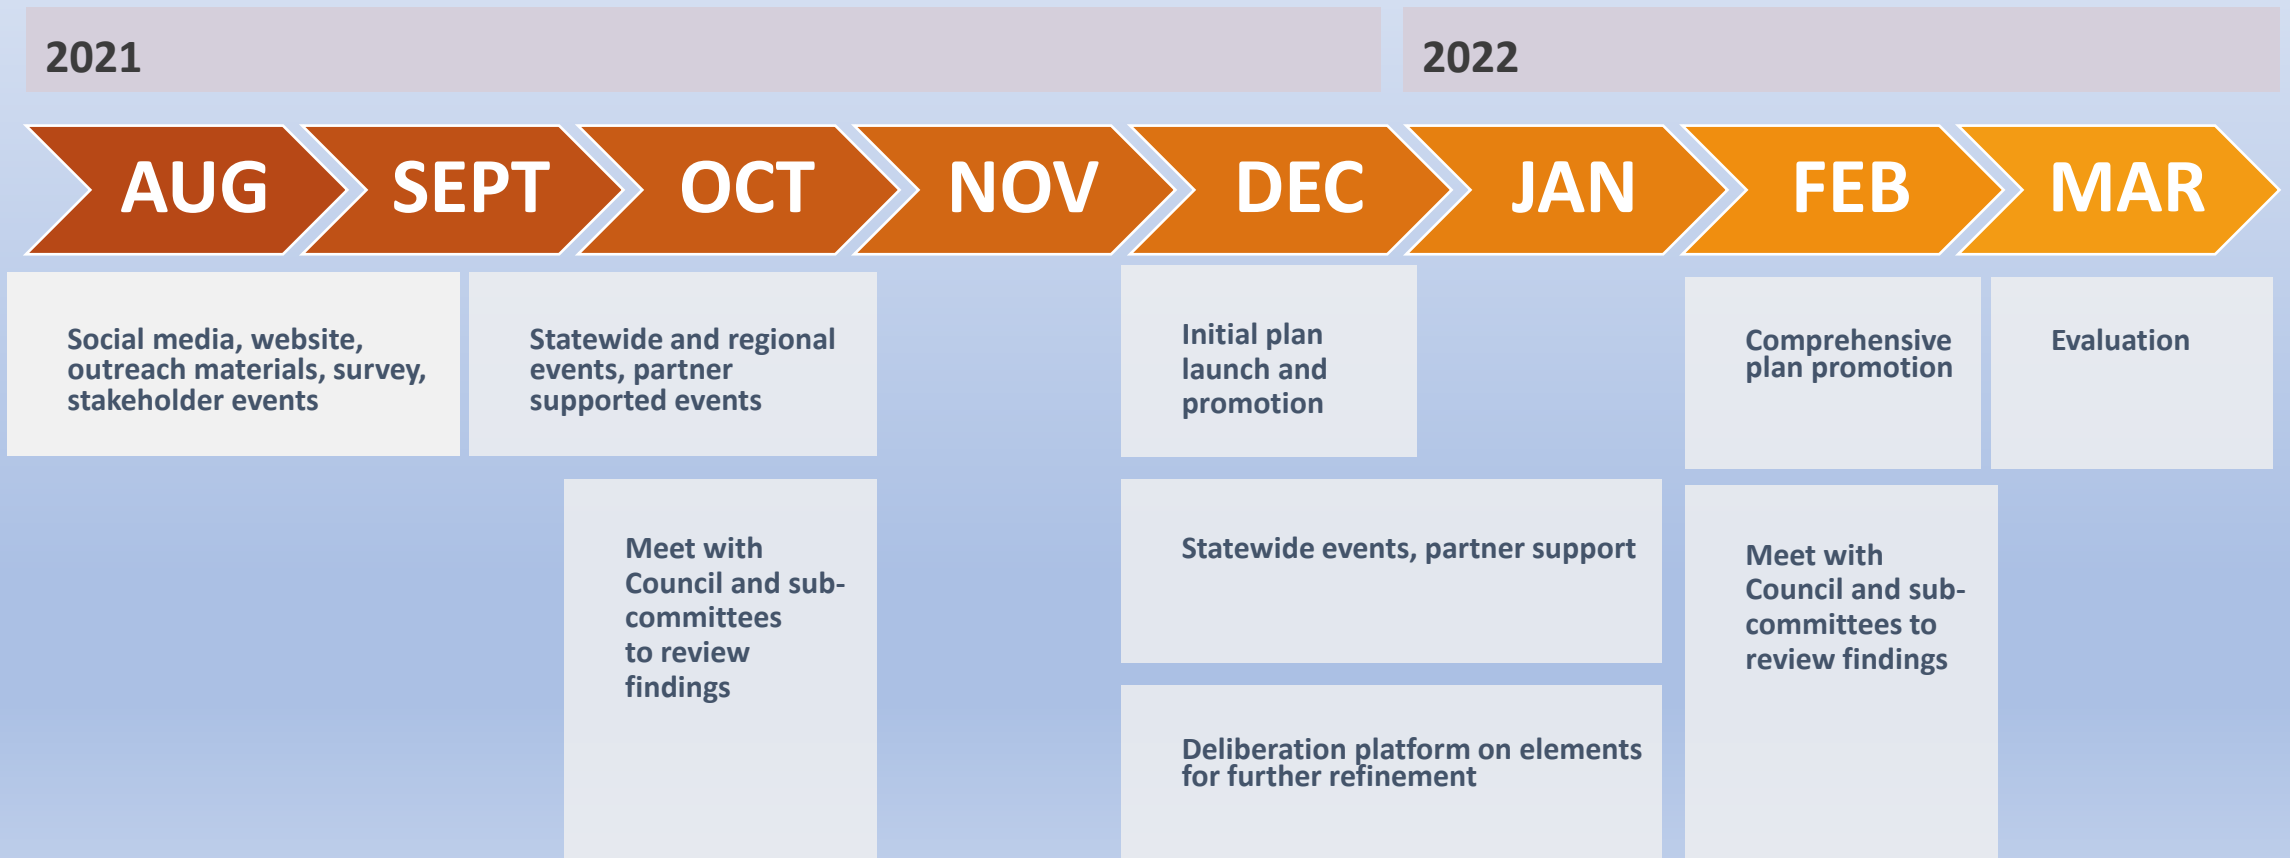 2021
2022
AUG
SEPT
OCT
NOV
DEC
JAN
FEB
MAR
Social media, website,
outreach materials, survey,
stakeholder events
Statewide and regional
events, partner
supported events
Initial plan
launch and
promotion
Comprehensive
plan promotion
Evaluation
Meet with
Council and sub-
committees
to review
findings
Statewide events, partner support
Meet with
Council and sub-
committees to
review findings
Deliberation platform on elements
for further refinement